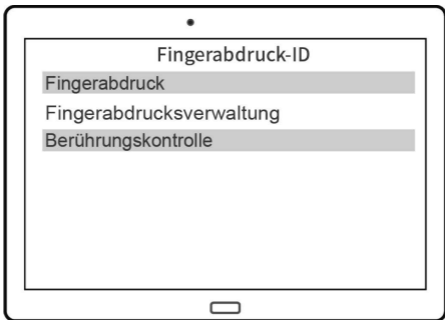 Fingerabdruck-ID
Fingerabdruck
Fingerabdrucksverwaltung
Berührungskontrolle